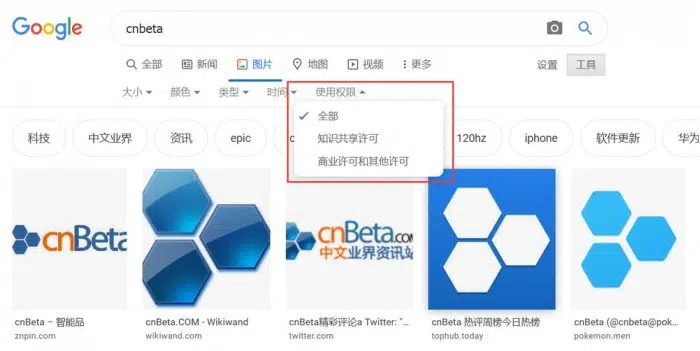 Google
cnbeta
全部 新闻 图片 地图 视频 更多 设置 工具
大小 颜色 类型 时间 使用权限
全部
知识共享许可
商业许可和其他许可
科技 中文业界 资讯 epic 120hz iphone 软件更新 华为
cnBeta
cnBeta.com
中文业界资讯站
cnBeta – 智能品
znpin.com
cnBeta.COM - Wikiwand
wikiwand.com
cnBeta精彩评论a Twitter: "...
twitter.com
cnBeta 热评周榜今日热榜
tophub.today
cnBeta (@cnbeta@pok...
pokemon.men